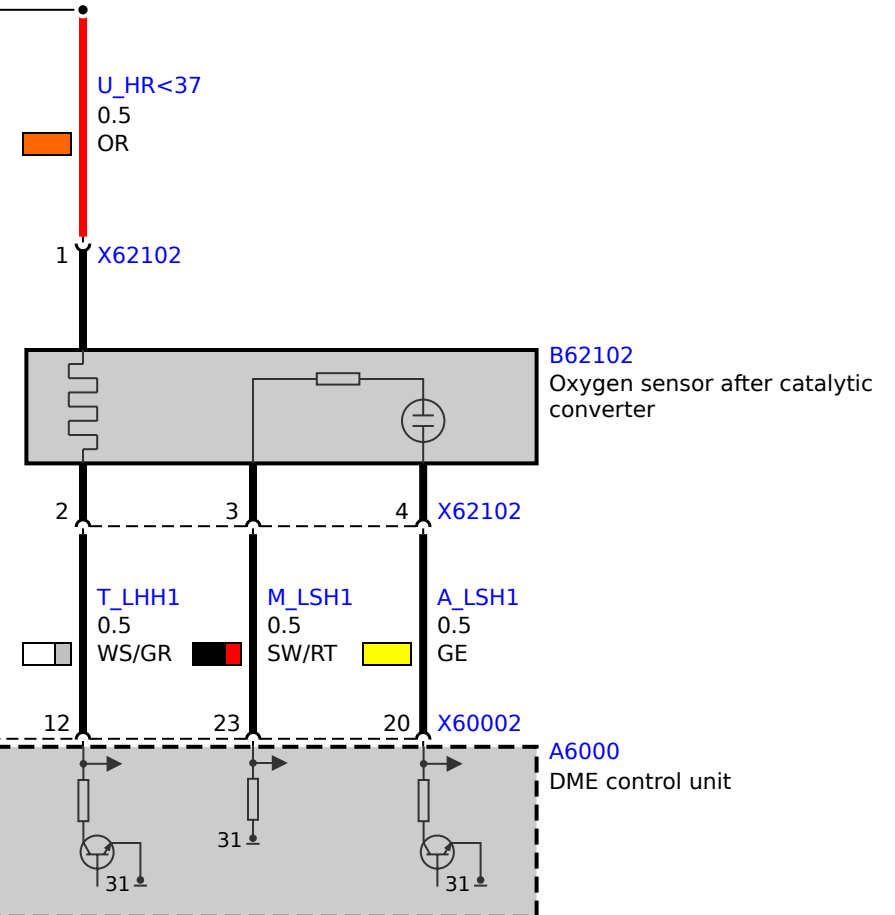 U_HR<37
0.5
OR
1 X62102
B62102
Oxygen sensor after catalytic
converter
2 3 4 X62102
T_LHH1 M_LSH1 A_LSH1
0.5 0.5 0.5
WS/GR SW/RT GE
12 23 20 X60002
A6000
DME control unit
31
31 31